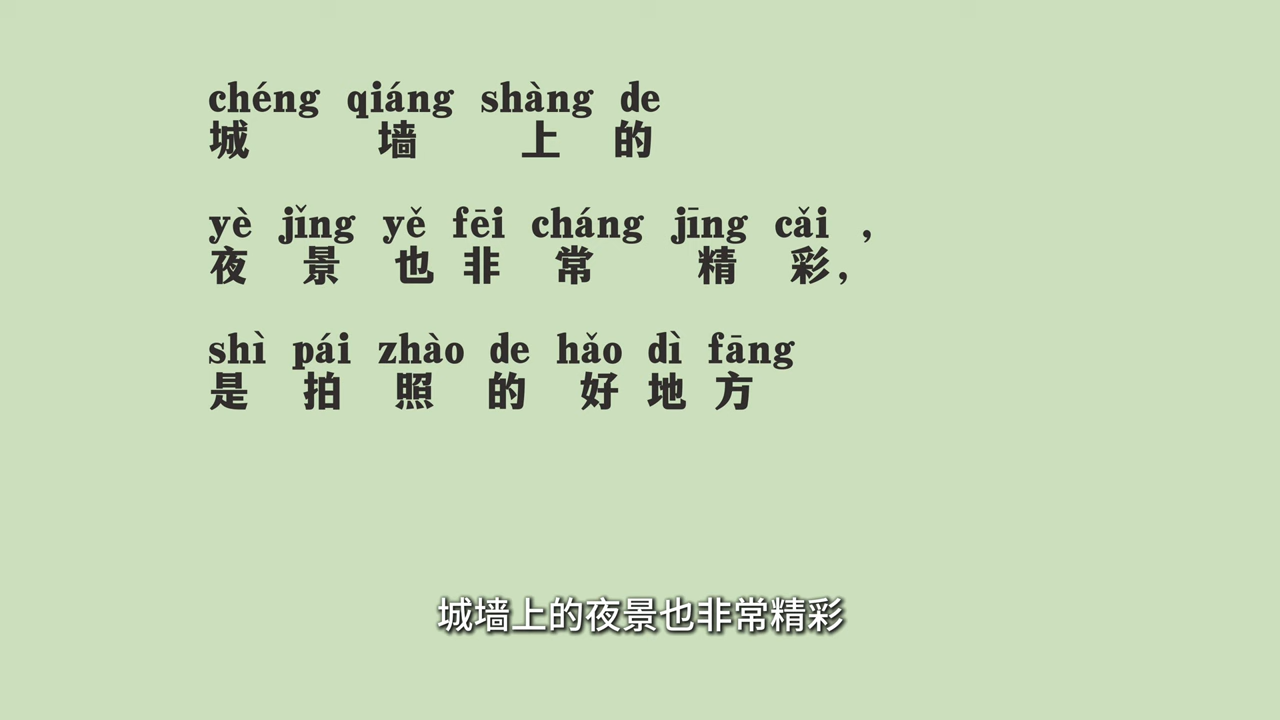 chéng qiáng shàng de
城 墙 上 的
yè jǐng yě fēi cháng jīng cǎi ,
夜 景 也 非 常 精 彩,
shì pái zhào de hǎo dì fāng
是 拍 照 的 好 地 方
城墙上的夜景也非常精彩